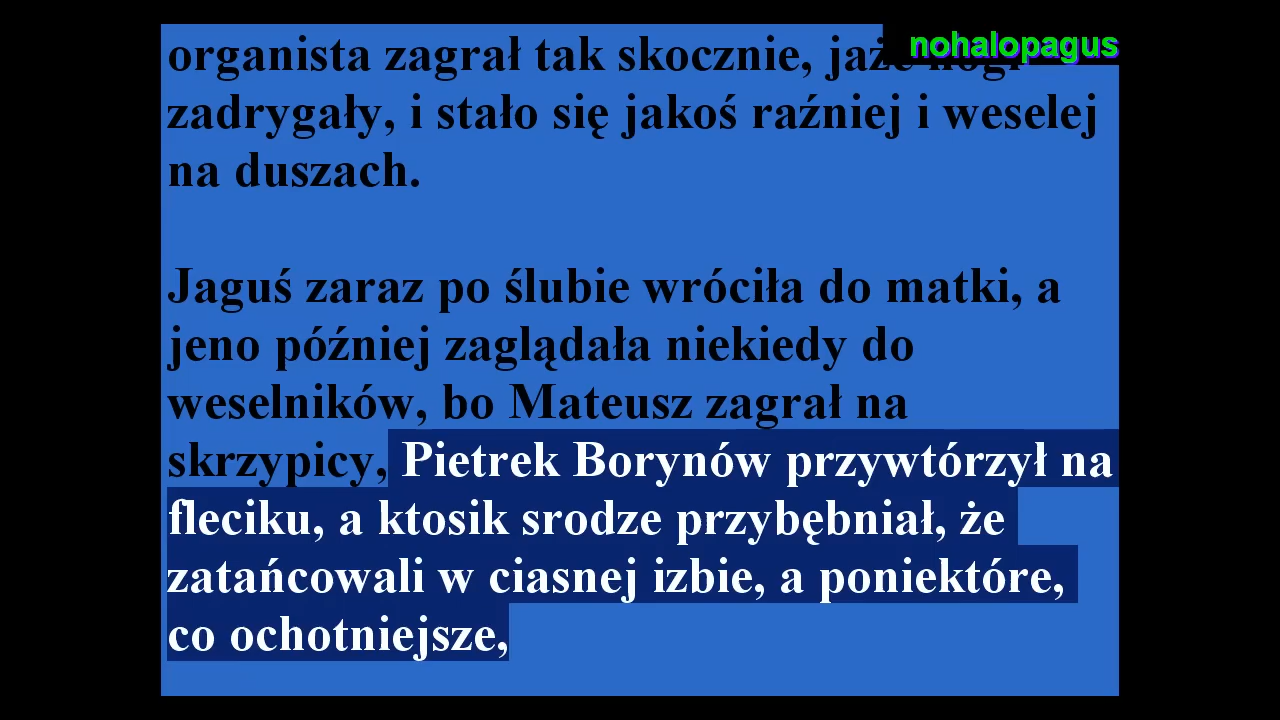 nohalopagus
organista zagrał tak skocznie, jaże nogi
zadrygały, i stało się jakoś raźniej i weselej
na duszach.
Jaguś zaraz po ślubie wróciła do matki, a
jeno później zaglądała niekiedy do
weselników, bo Mateusz zagrał na
skrzypicy, Pietrek Borynów przywtórzył na
fleciku, a ktosik srodze przybębniał, że
zatańcowali w ciasnej izbie, a poniektóre,
co ochotniejsze,